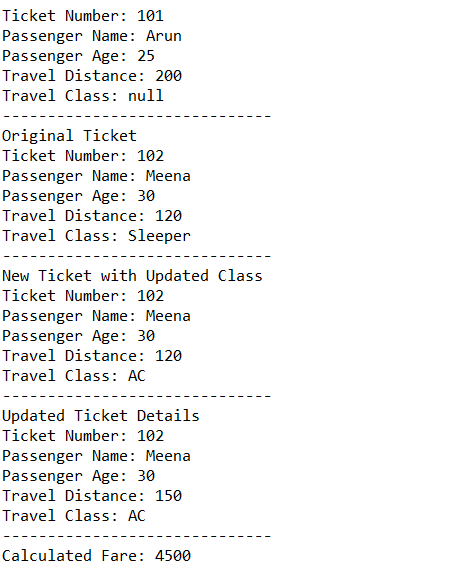 Ticket Number: 101
Passenger Name: Arun
Passenger Age: 25
Travel Distance: 200
Travel Class: null
------------------------------
Original Ticket
Ticket Number: 102
Passenger Name: Meena
Passenger Age: 30
Travel Distance: 120
Travel Class: Sleeper
------------------------------
New Ticket with Updated Class
Ticket Number: 102
Passenger Name: Meena
Passenger Age: 30
Travel Distance: 120
Travel Class: AC
------------------------------
Updated Ticket Details
Ticket Number: 102
Passenger Name: Meena
Passenger Age: 30
Travel Distance: 150
Travel Class: AC
------------------------------
Calculated Fare: 4500